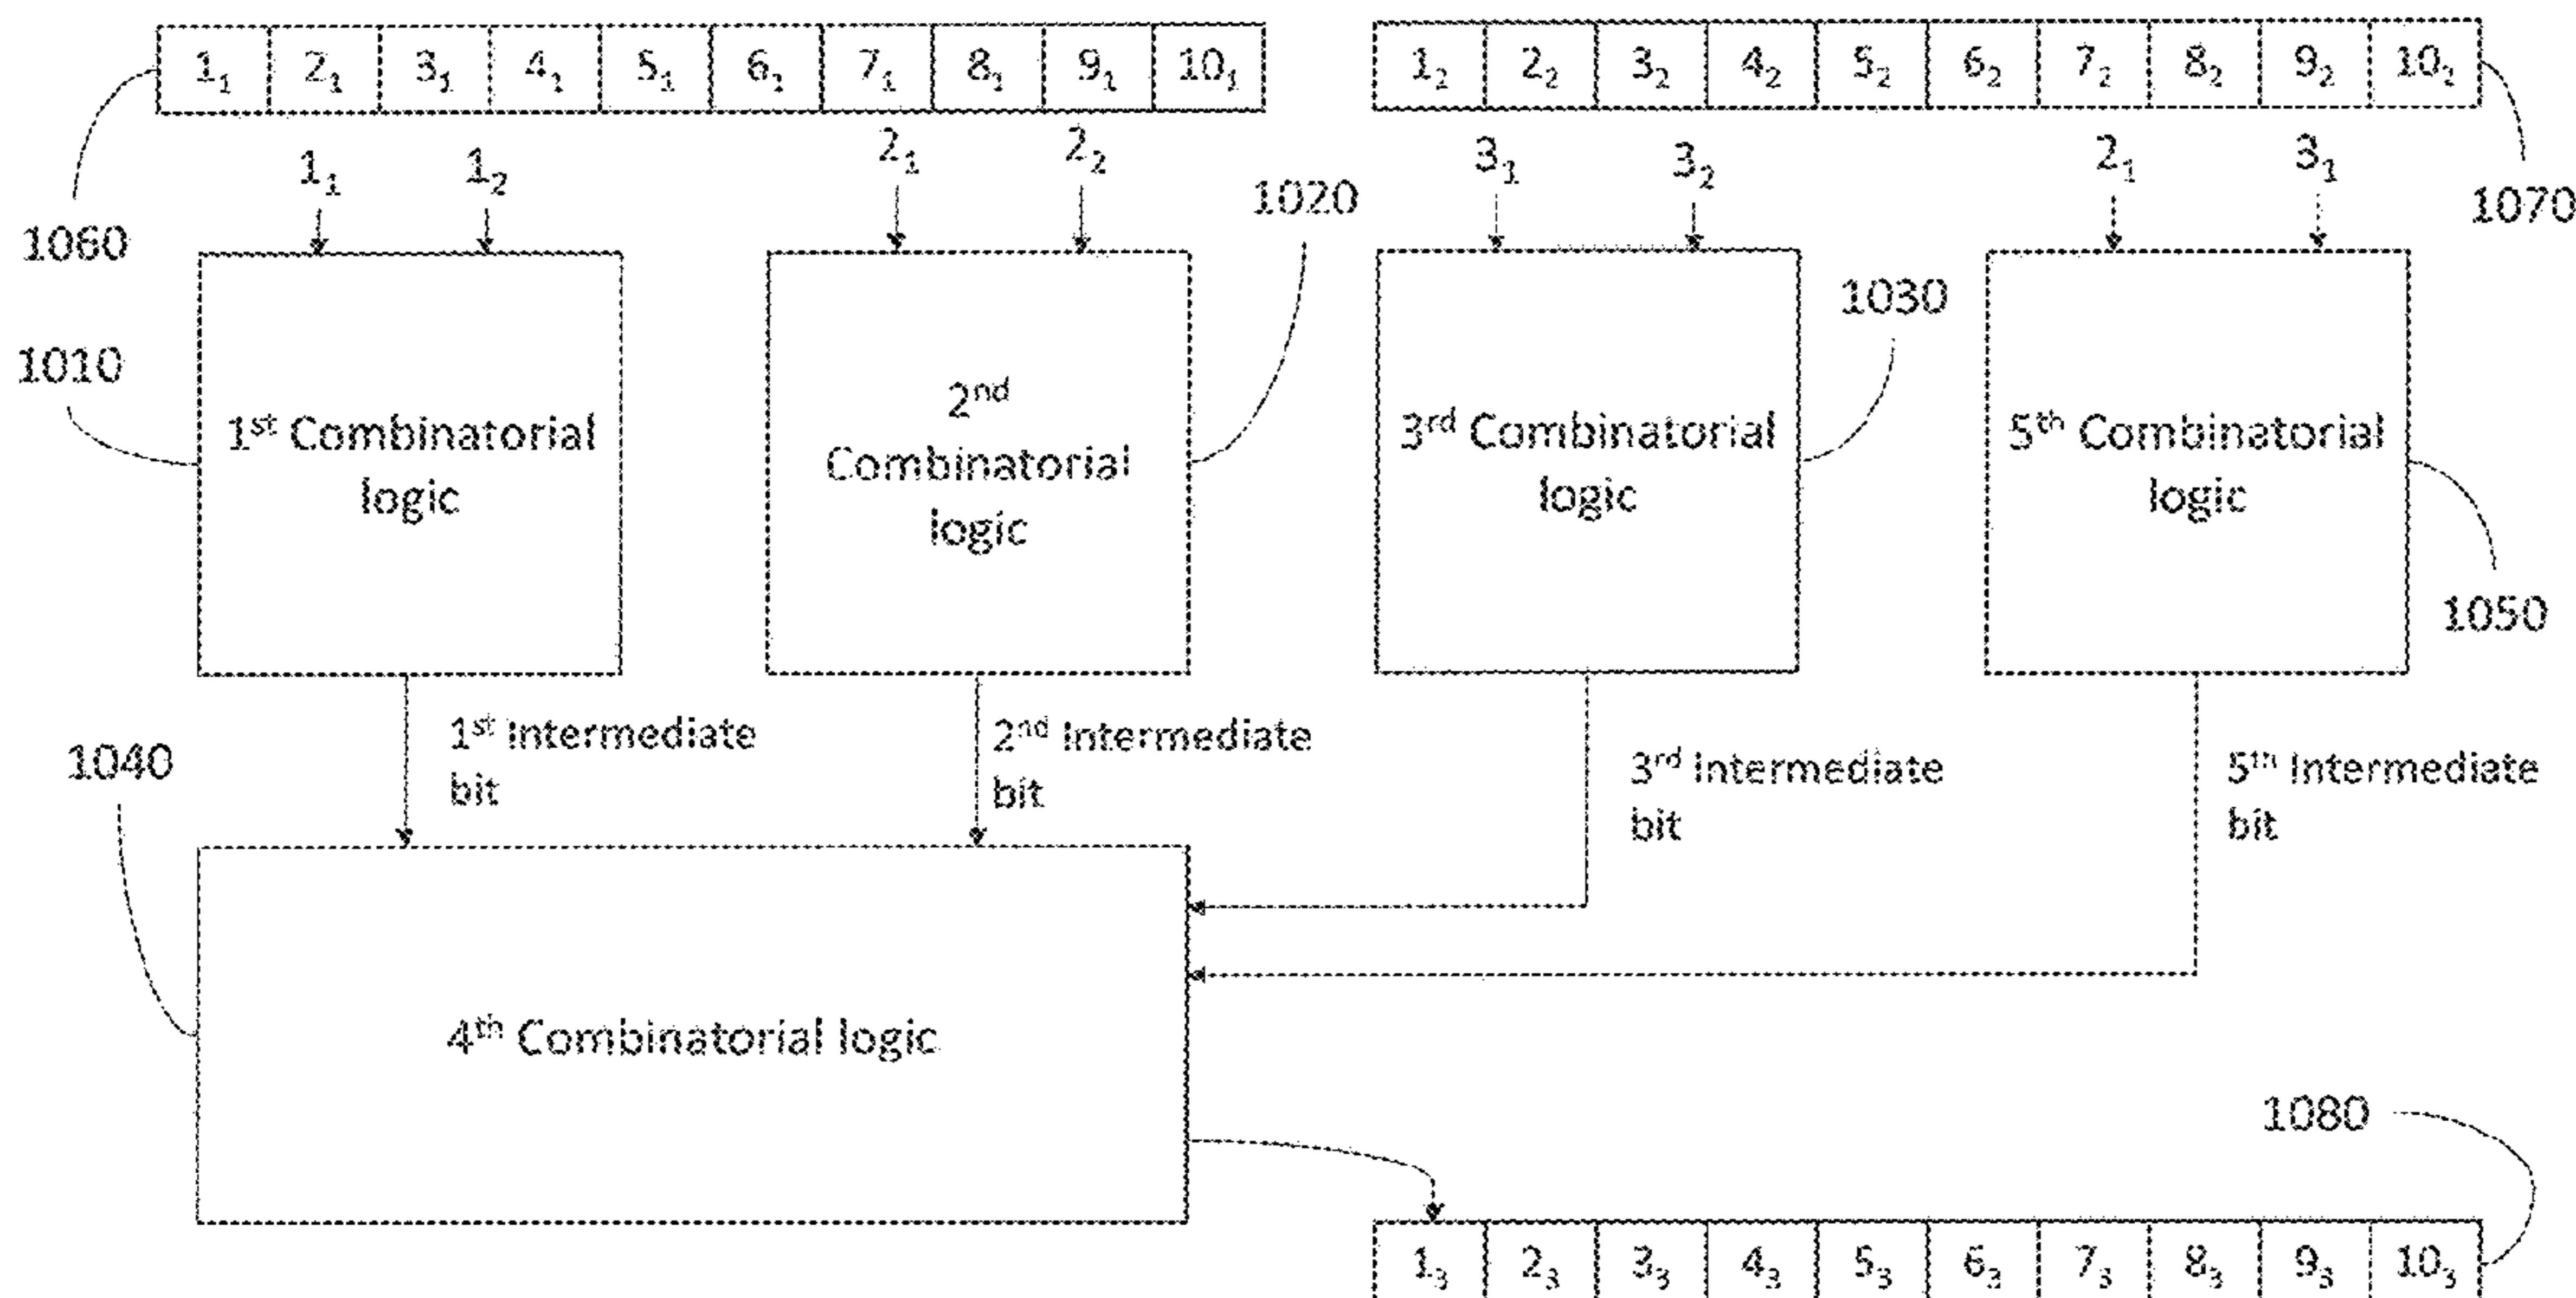 1₁ 2₁ 3₁ 4₁ 5₁ 6₁ 7₁ 8₁ 9₁ 10₁
1₂ 2₂ 3₂ 4₂ 5₂ 6₂ 7₂ 8₂ 9₂ 10₂
1₁ 1₂ 2₁ 2₂ 3₁ 3₂ 2₁ 3₁
1060
1020
1070
1010
1030
1st Combinatorial
logic
2nd
Combinatorial
logic
3rd Combinatorial
logic
5th Combinatorial
logic
1050
1040
1st Intermediate
bit
2nd Intermediate
bit
3rd Intermediate
bit
5th Intermediate
bit
4th Combinatorial logic
1080
1₃ 2₃ 3₃ 4₃ 5₃ 6₃ 7₃ 8₃ 9₃ 10₃